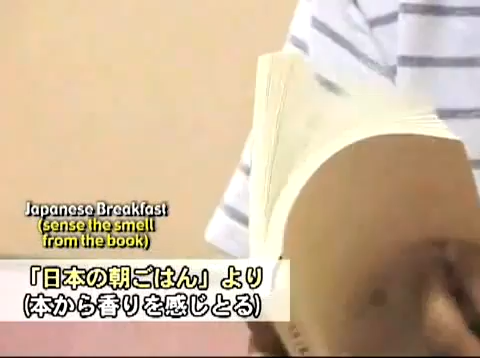 Japanese Breakfast
(sense the smell
from the book)
「日本の朝ごはん」より
(本から香りを感じとる)